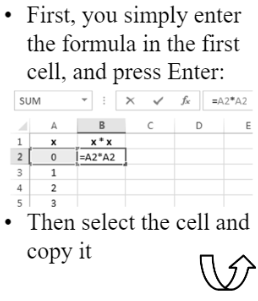 • First, you simply enter
the formula in the first
cell, and press Enter:
SUM =A2*A2
A B C D E
1 x x * x
2 0 =A2*A2
3 1
4 2
5 3
• Then select the cell and
copy it